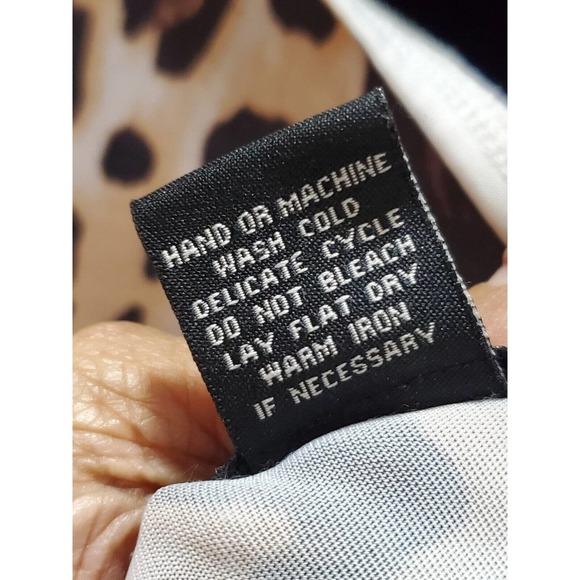 HAND OR MACHINE
WASH COLD
DELICATE CYCLE
DO NOT BLEACH
LAY FLAT DRY
WARM IRON
IF NECESSARY